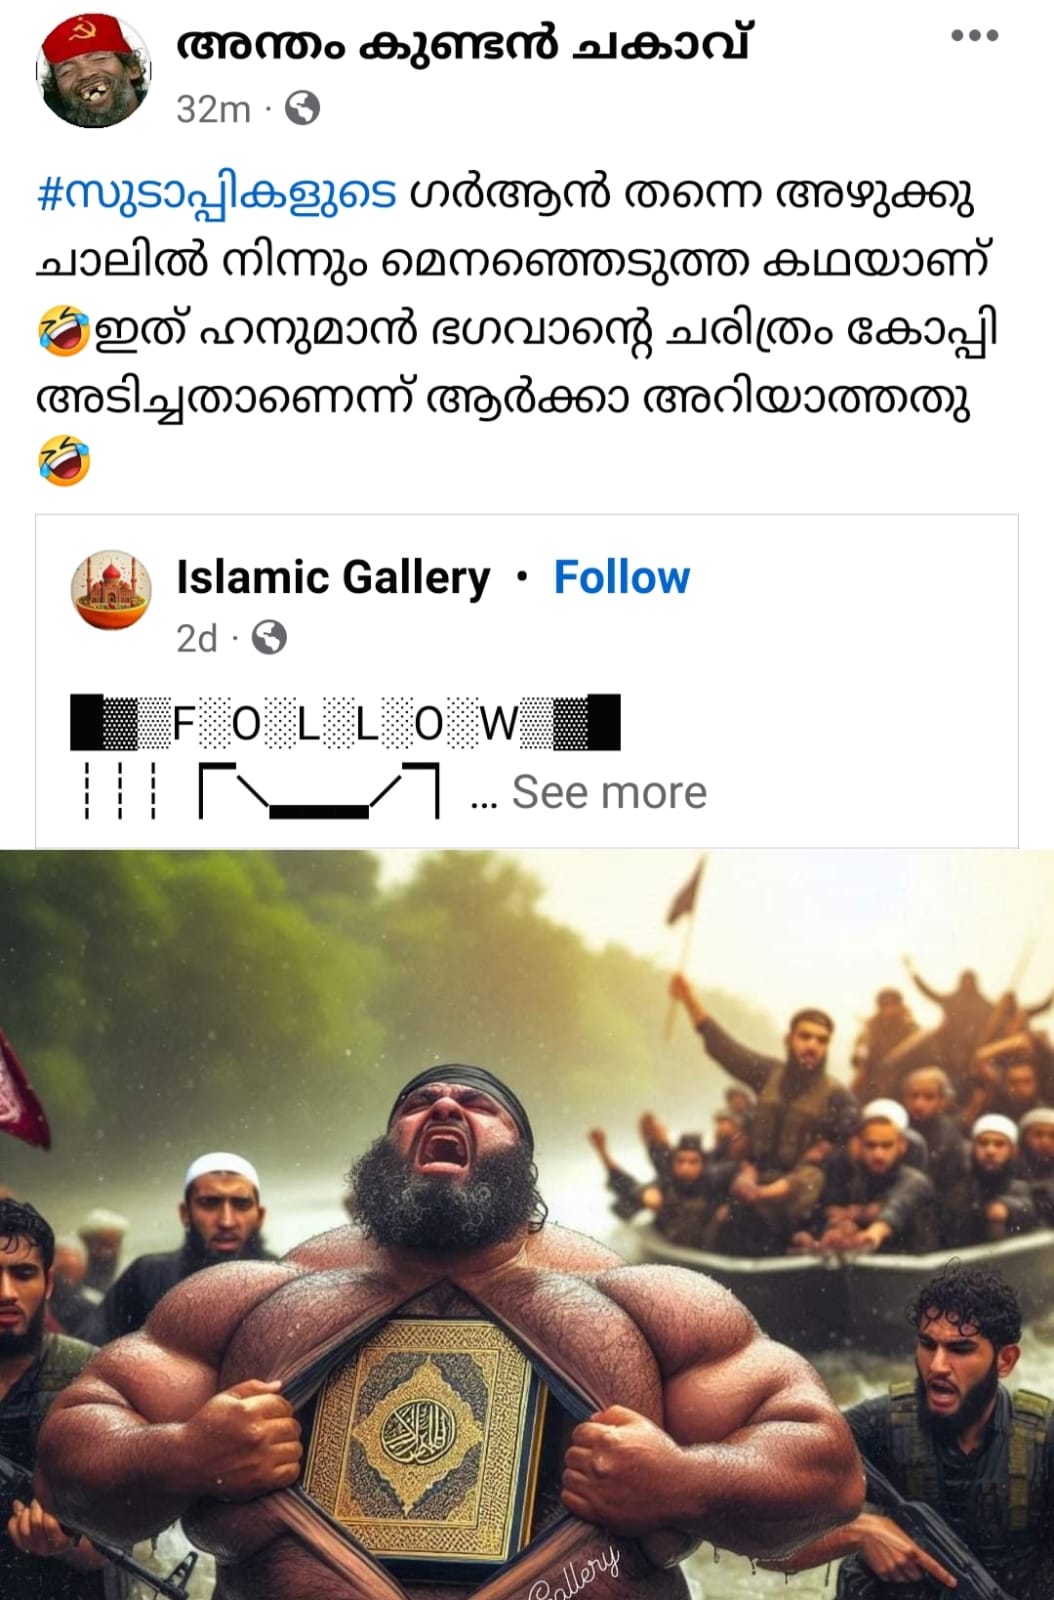 അന്തം കുണ്ടൻ ചകാവ്
32m ·
#സുടാപ്പികളുടെ ഗർആൻ തന്നെ അഴുക്കു
ചാലിൽ നിന്നും മെനഞ്ഞെടുത്ത കഥയാണ്
🤣ഇത് ഹനുമാൻ ഭഗവാന്റെ ചരിത്രം കോപ്പി
അടിച്ചതാണെന്ന് ആർക്കാ അറിയാത്തതു
🤣
Islamic Gallery · Follow
2d ·
█▓▒F░O░L░L░O░W▒▓█
┊┊┊ ... See more
Gallery